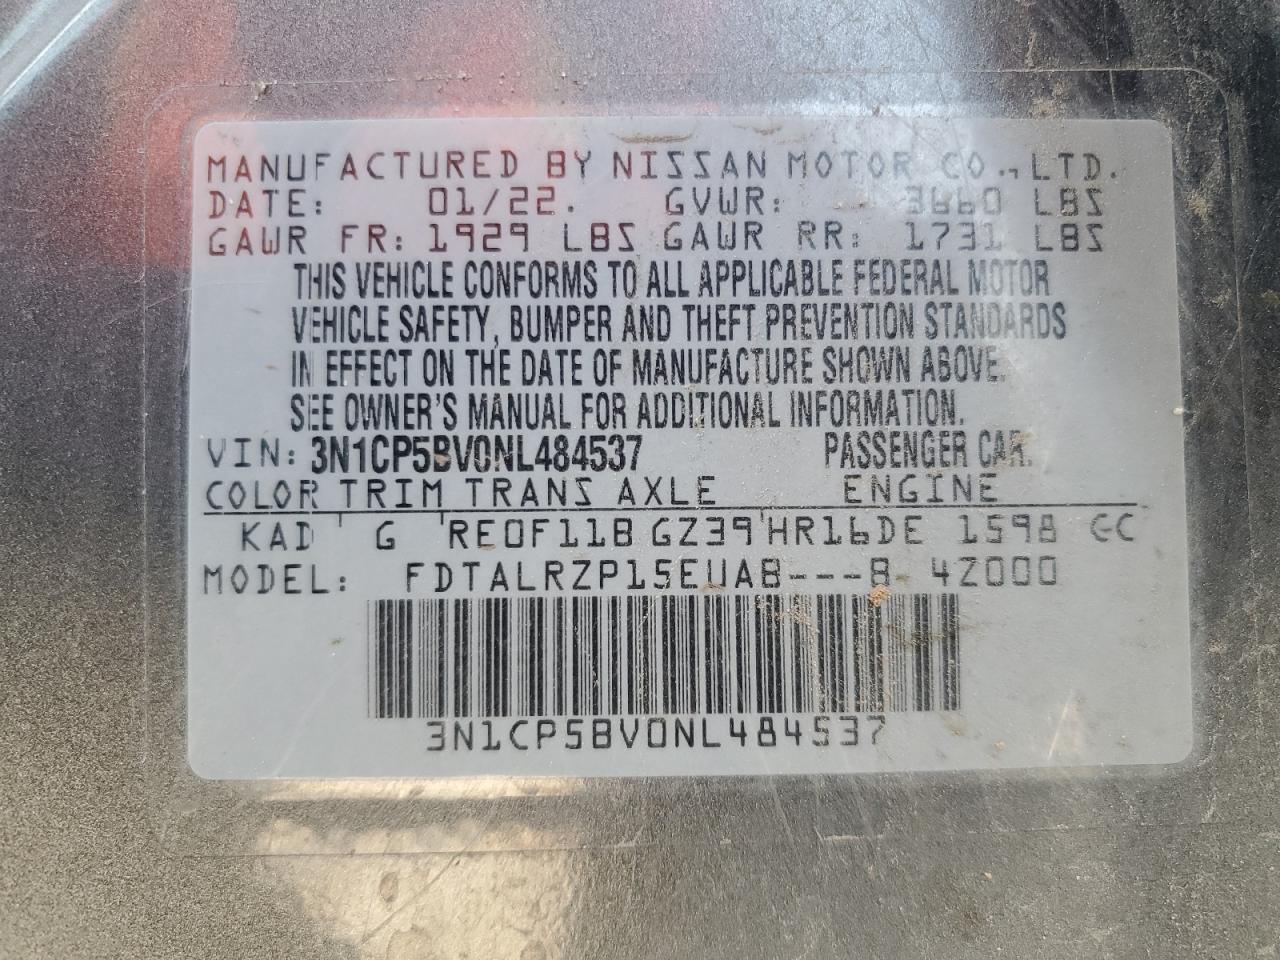 MANUFACTURED BY NISSAN MOTOR CO., LTD.
DATE: 01/22. GVWR: 3660 LBS
GAWR FR: 1929 LBS GAWR RR: 1731 LBS
THIS VEHICLE CONFORMS TO ALL APPLICABLE FEDERAL MOTOR
VEHICLE SAFETY, BUMPER AND THEFT PREVENTION STANDARDS
IN EFFECT ON THE DATE OF MANUFACTURE SHOWN ABOVE.
SEE OWNER'S MANUAL FOR ADDITIONAL INFORMATION.
VIN: 3N1CP5BV0NL484537 PASSENGER CAR.
COLOR TRIM TRANS AXLE ENGINE
KAD G RE0F11B GZ39 HR16DE 1598 CC
MODEL: FDTALRZP15EUAB---B 4Z000
3N1CP5BV0NL484537